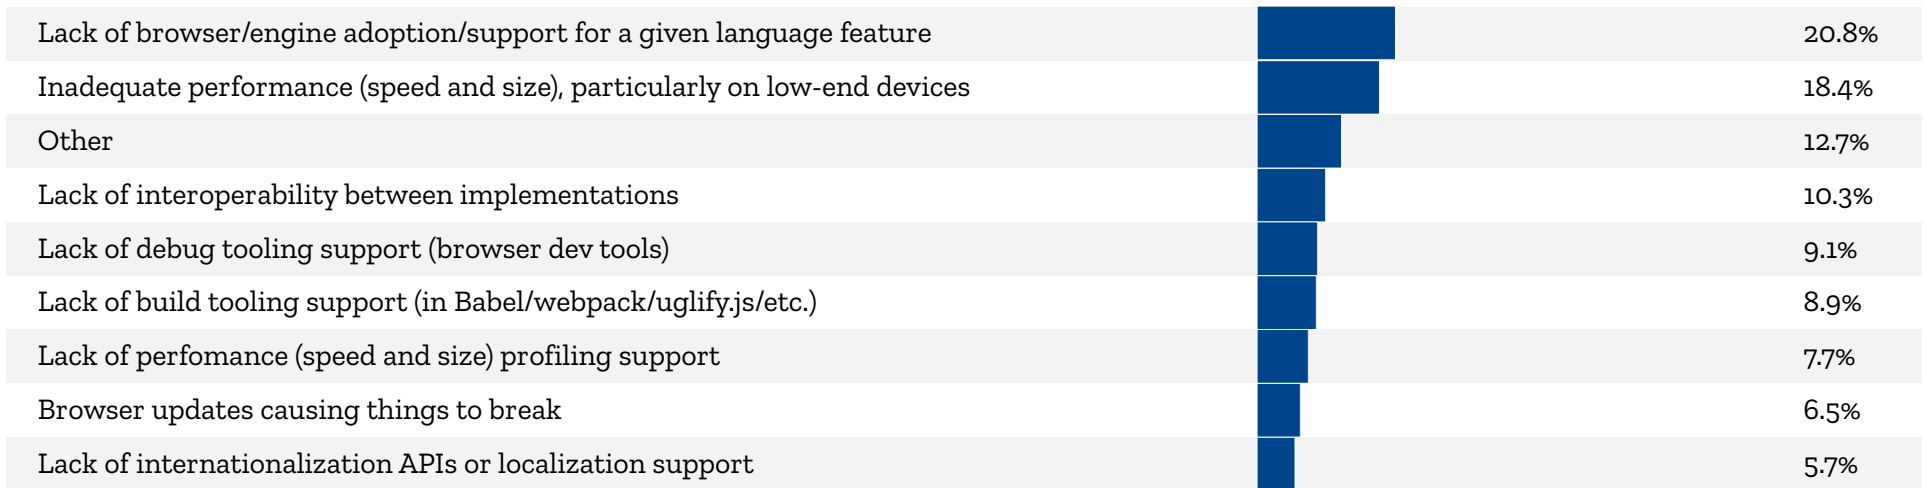 Lack of browser/engine adoption/support for a given language feature 20.8%
Inadequate performance (speed and size), particularly on low-end devices 18.4%
Other 12.7%
Lack of interoperability between implementations 10.3%
Lack of debug tooling support (browser dev tools) 9.1%
Lack of build tooling support (in Babel/webpack/uglify.js/etc.) 8.9%
Lack of perfomance (speed and size) profiling support 7.7%
Browser updates causing things to break 6.5%
Lack of internationalization APIs or localization support 5.7%